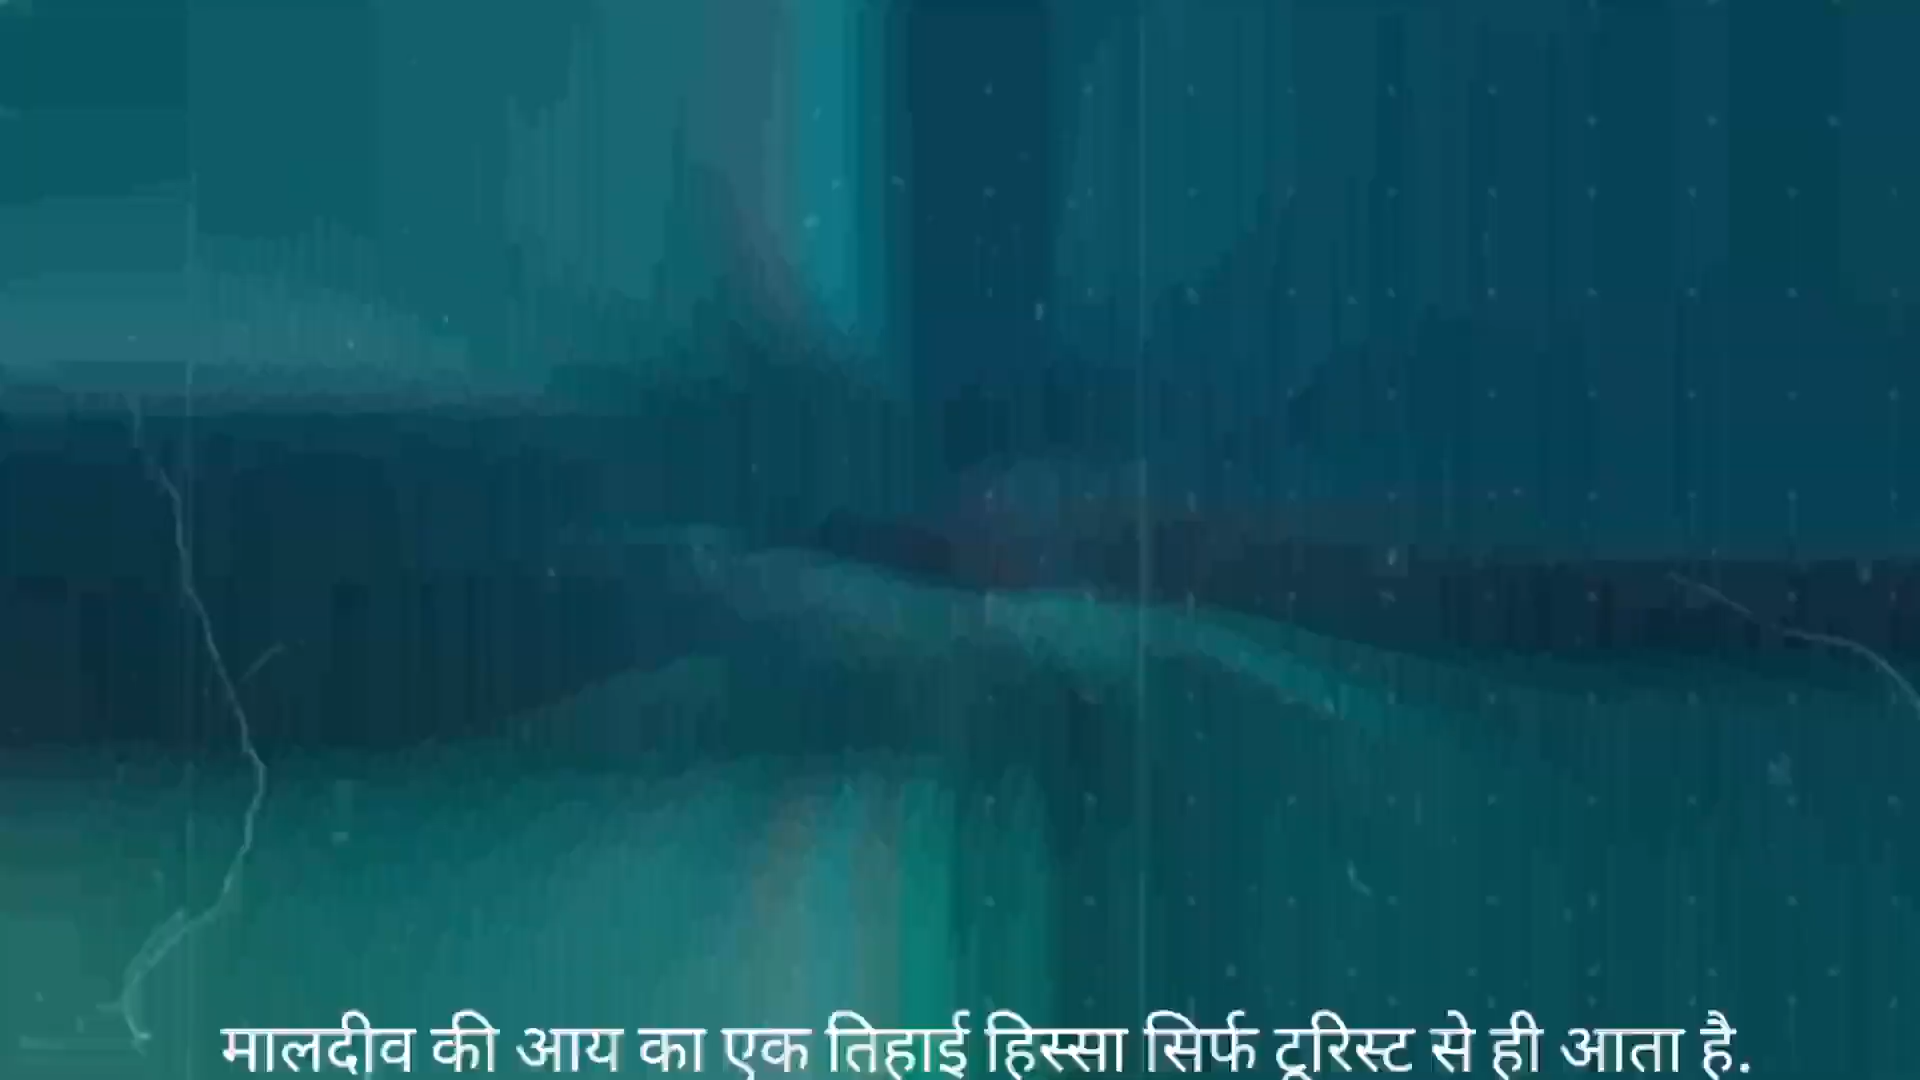 मालदीव की आय का एक तिहाई हिस्सा सिर्फ टूरिस्ट से ही आता है.